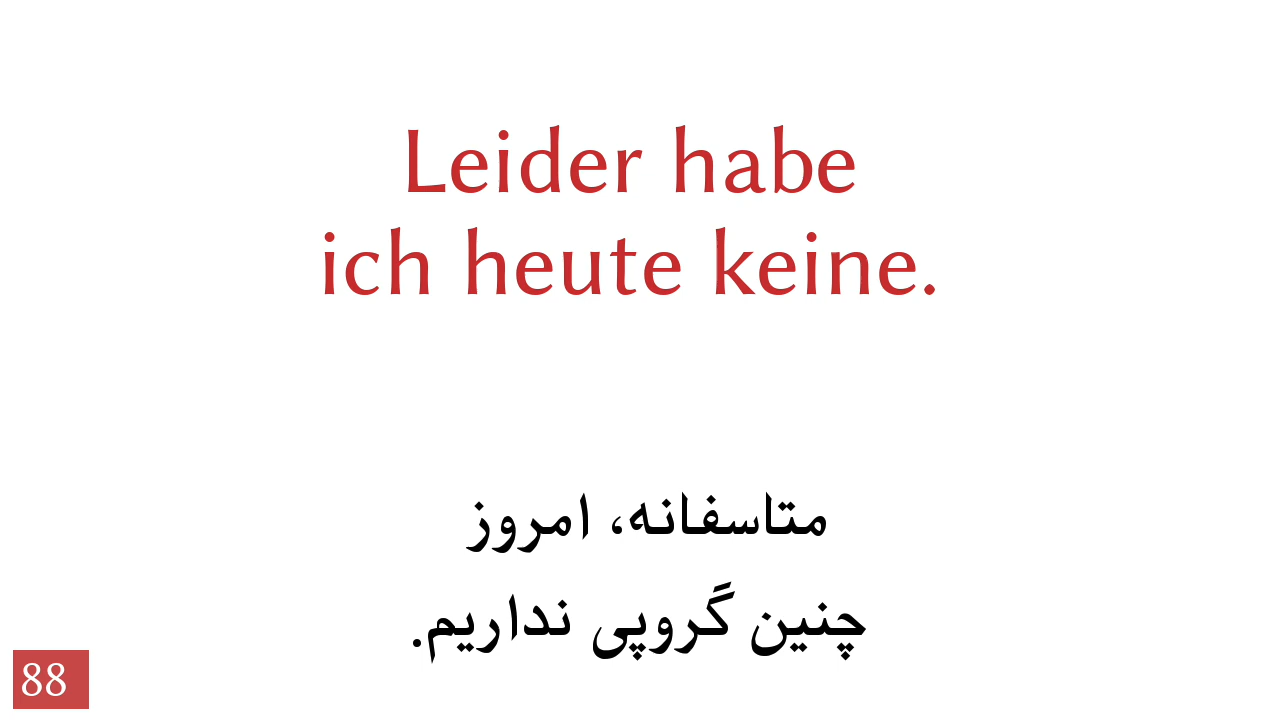 Leider habe
ich heute keine.
متاسفانه، امروز
چنین گروپی نداریم.
88